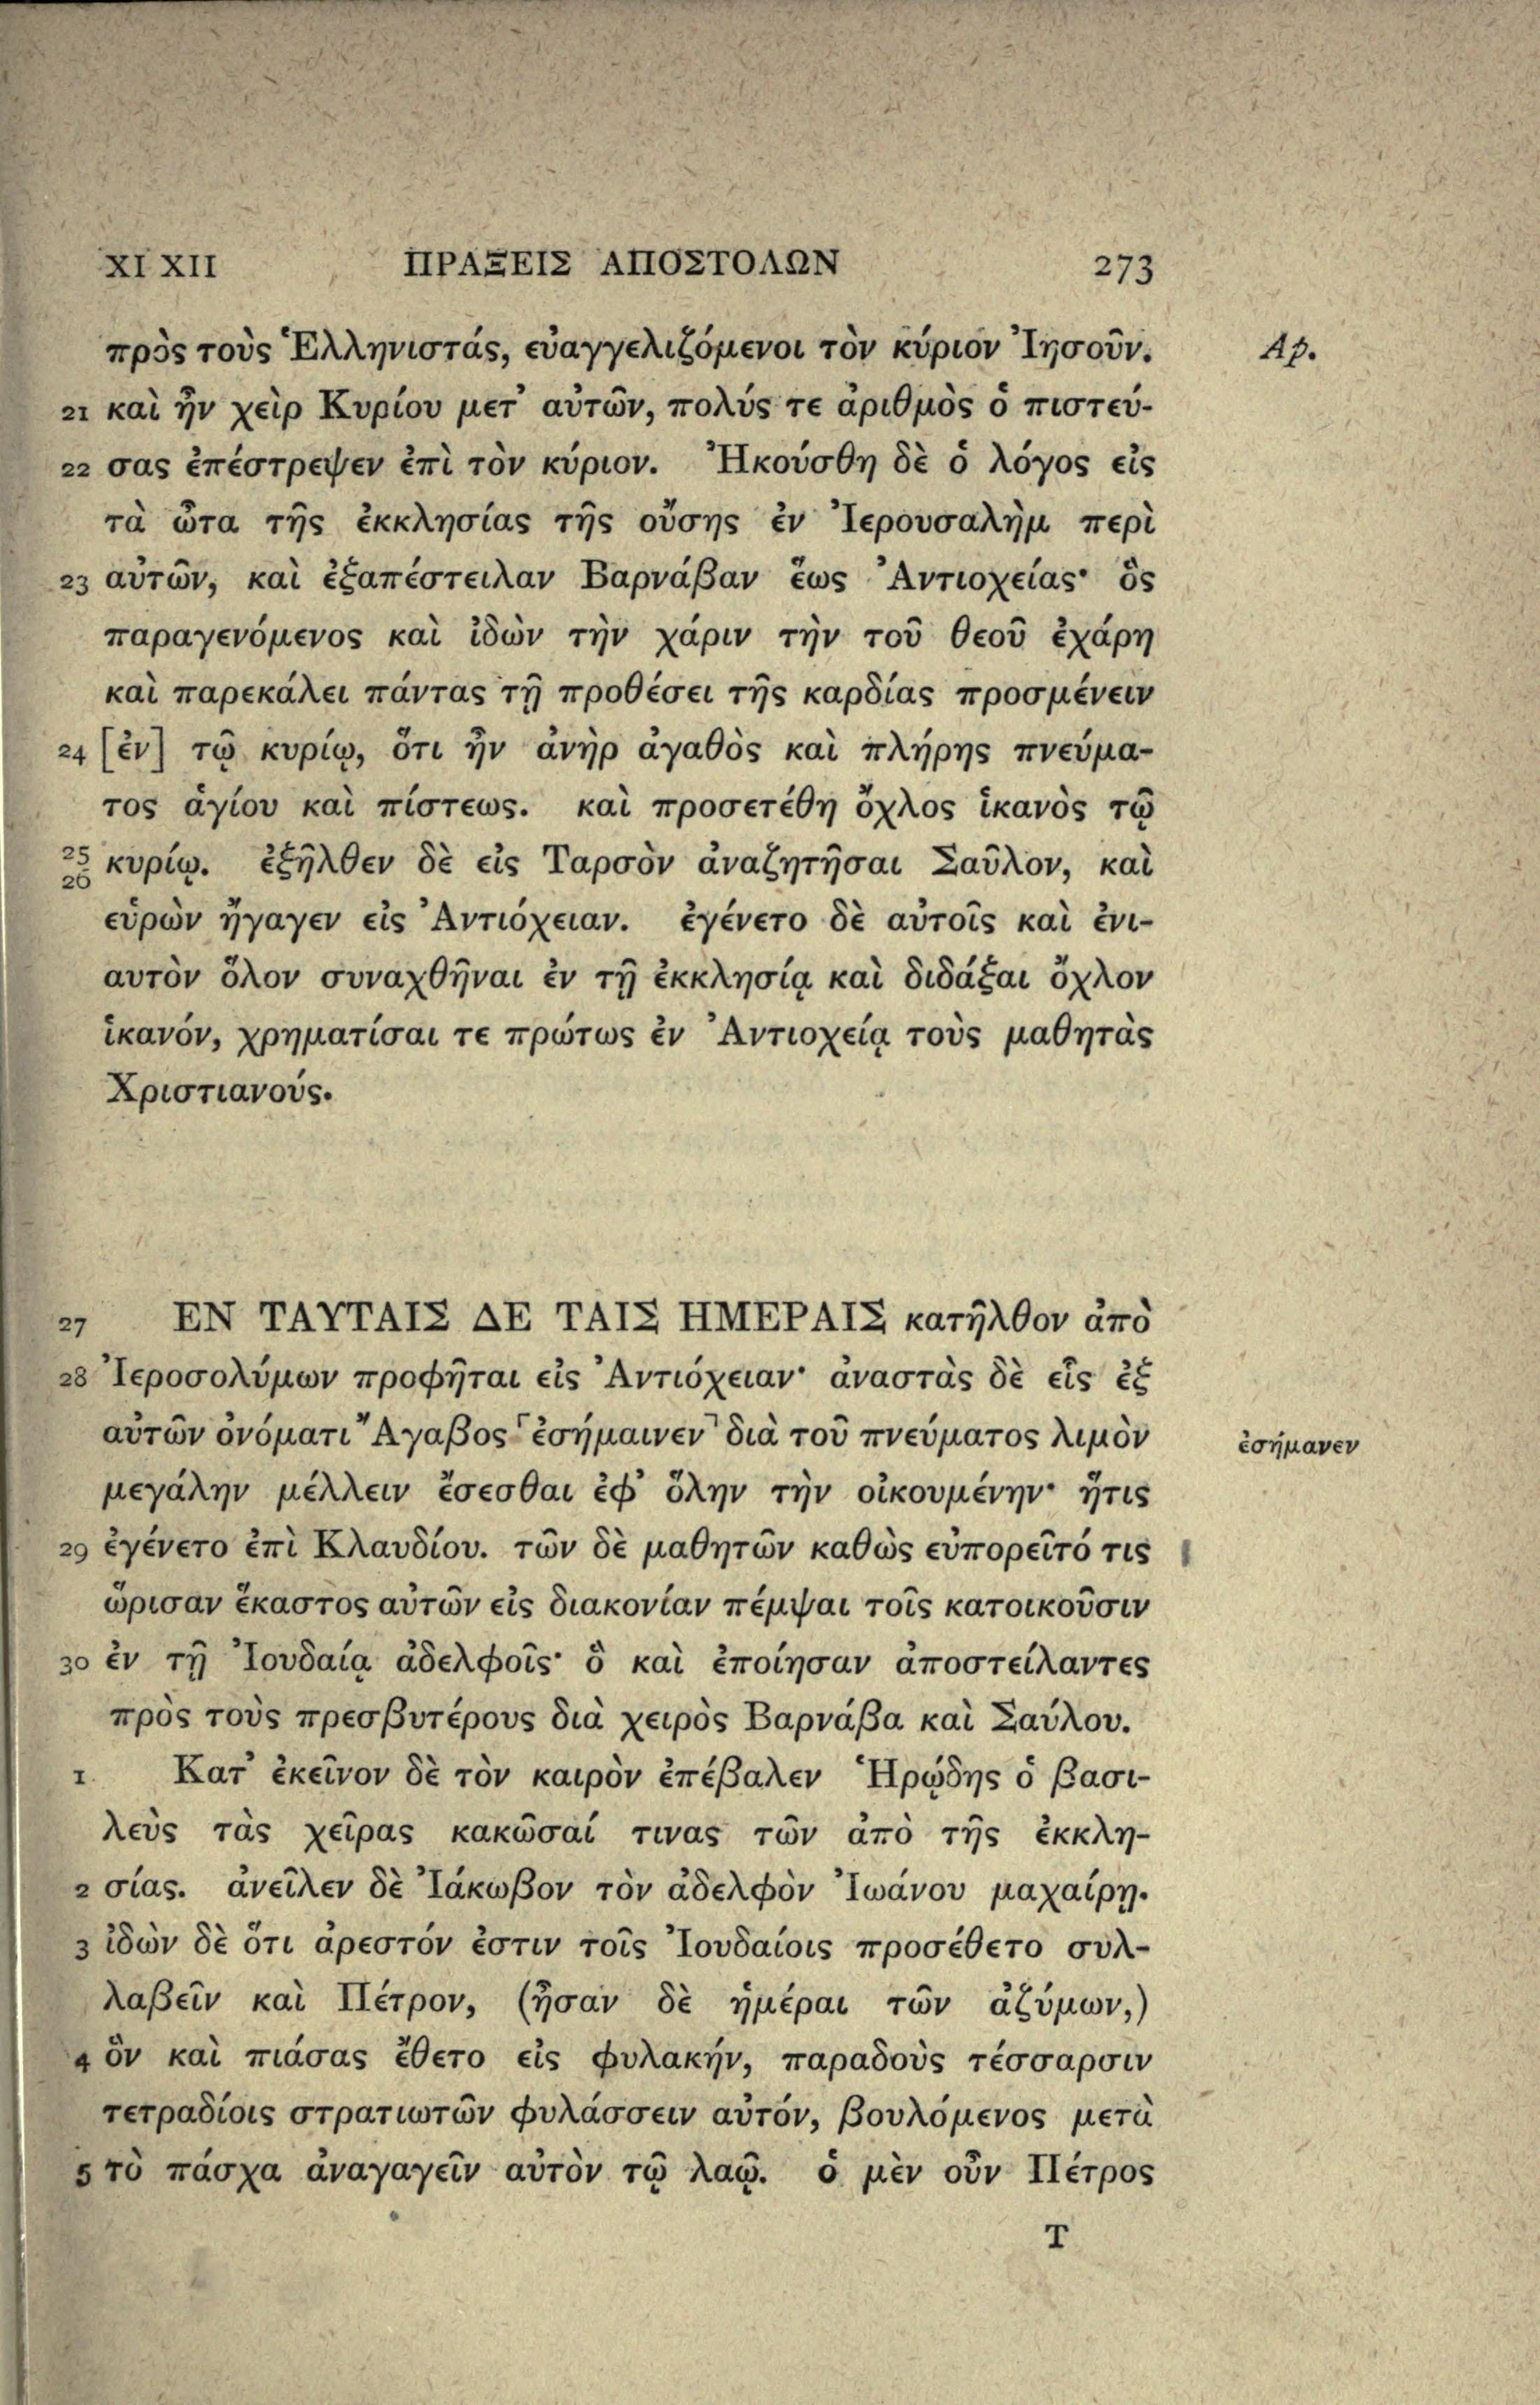 XI XII ΠΡΑΞΕΙΣ ΑΠΟΣΤΟΛΩΝ 273
πρὸς τοὺς Ἑλληνιστάς, εὐαγγελιζόμενοι τὸν κύριον Ἰησοῦν. Ap.
21 καὶ ἦν χεὶρ Κυρίου μετ᾽ αὐτῶν, πολύς τε ἀριθμὸς ὁ πιστεύ-
22 σας ἐπέστρεψεν ἐπὶ τὸν κύριον. Ἠκούσθη δὲ ὁ λόγος εἰς
τὰ ὦτα τῆς ἐκκλησίας τῆς οὔσης ἐν Ἰερουσαλὴμ περὶ
23 αὐτῶν, καὶ ἐξαπέστειλαν Βαρνάβαν ἕως Ἀντιοχείας· ὃς
παραγενόμενος καὶ ἰδὼν τὴν χάριν τὴν τοῦ θεοῦ ἐχάρη
καὶ παρεκάλει πάντας τῇ προθέσει τῆς καρδίας προσμένειν
24 [ἐν] τῷ κυρίῳ, ὅτι ἦν ἀνὴρ ἀγαθὸς καὶ πλήρης πνεύμα-
τος ἁγίου καὶ πίστεως. καὶ προσετέθη ὄχλος ἱκανὸς τῷ
25 26 κυρίῳ. ἐξῆλθεν δὲ εἰς Ταρσὸν ἀναζητῆσαι Σαῦλον, καὶ
εὑρὼν ἤγαγεν εἰς Ἀντιόχειαν. ἐγένετο δὲ αὐτοῖς καὶ ἐνι-
αυτὸν ὅλον συναχθῆναι ἐν τῇ ἐκκλησίᾳ καὶ διδάξαι ὄχλον
ἱκανόν, χρηματίσαι τε πρώτως ἐν Ἀντιοχείᾳ τοὺς μαθητὰς
Χριστιανούς.
27 ΕΝ ΤΑΥΤΑΙΣ ΔΕ ΤΑΙΣ ΗΜΕΡΑΙΣ κατῆλθον ἀπὸ
28 Ἰεροσολύμων προφῆται εἰς Ἀντιόχειαν· ἀναστὰς δὲ εἷς ἐξ
αὐτῶν ὀνόματι Ἄγαβος ⸀ἐσήμαινεν⸃ διὰ τοῦ πνεύματος λιμὸν ἐσήμανεν
μεγάλην μέλλειν ἔσεσθαι ἐφ᾽ ὅλην τὴν οἰκουμένην· ἥτις
29 ἐγένετο ἐπὶ Κλαυδίου. τῶν δὲ μαθητῶν καθὼς εὐπορεῖτό τις
ὥρισαν ἕκαστος αὐτῶν εἰς διακονίαν πέμψαι τοῖς κατοικοῦσιν
30 ἐν τῇ Ἰουδαίᾳ ἀδελφοῖς· ὃ καὶ ἐποίησαν ἀποστείλαντες
πρὸς τοὺς πρεσβυτέρους διὰ χειρὸς Βαρνάβα καὶ Σαύλου.
1 Κατ᾽ ἐκεῖνον δὲ τὸν καιρὸν ἐπέβαλεν Ἡρῴδης ὁ βασι-
λεὺς τὰς χεῖρας κακῶσαί τινας τῶν ἀπὸ τῆς ἐκκλη-
2 σίας. ἀνεῖλεν δὲ Ἰάκωβον τὸν ἀδελφὸν Ἰωάνου μαχαίρῃ.
3 ἰδὼν δὲ ὅτι ἀρεστόν ἐστιν τοῖς Ἰουδαίοις προσέθετο συλ-
λαβεῖν καὶ Πέτρον, (ἦσαν δὲ ἡμέραι τῶν ἀζύμων,)
4 ὃν καὶ πιάσας ἔθετο εἰς φυλακήν, παραδοὺς τέσσαρσιν
τετραδίοις στρατιωτῶν φυλάσσειν αὐτόν, βουλόμενος μετὰ
5 τὸ πάσχα ἀναγαγεῖν αὐτὸν τῷ λαῷ. ὁ μὲν οὖν Πέτρος
T